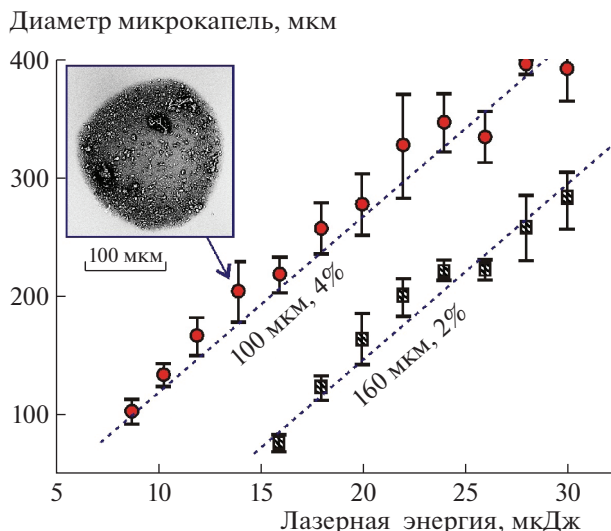 Диаметр микрокапель, мкм
400
300
200
100
100 мкм
100 мкм, 4%
160 мкм, 2%
5 10 15 20 25 30
Лазерная энергия, мкДж